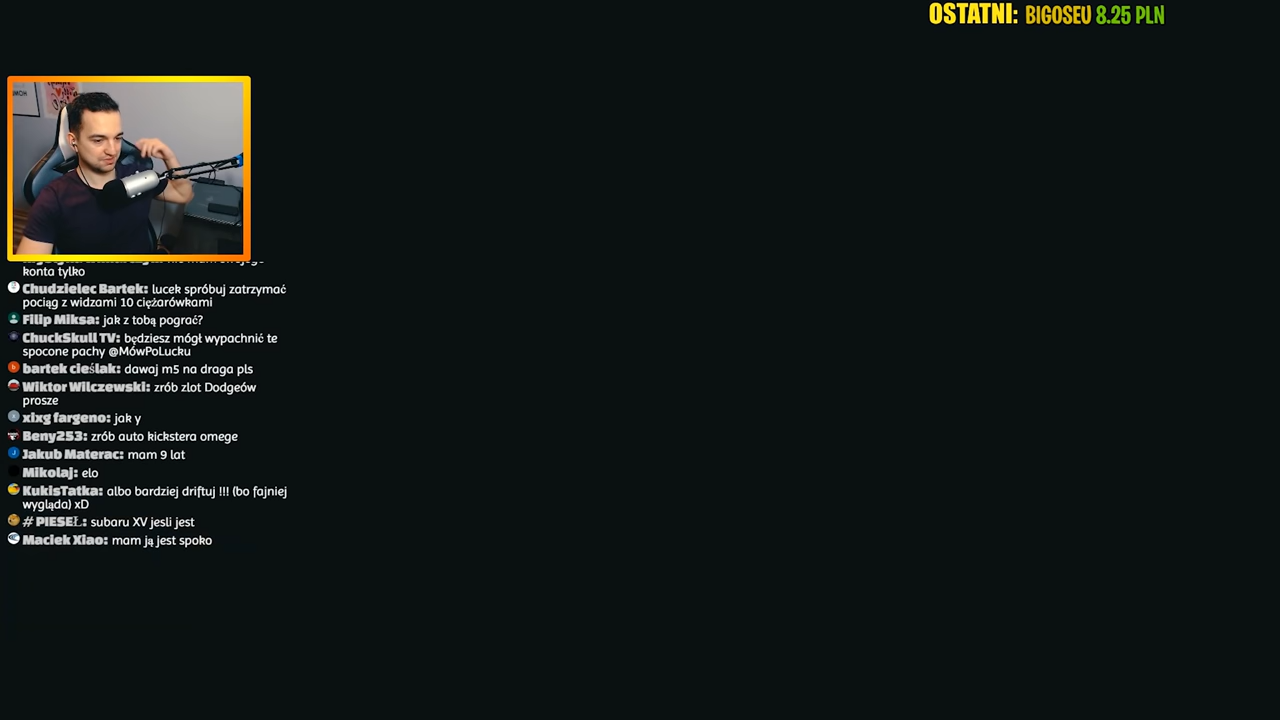 OSTATNI: BIGOSEU 8.25 PLN
konta tylko
Chudzielec Bartek: lucek spróbuj zatrzymać
pociąg z widzami 10 ciężarówkami
Filip Miksa: jak z tobą pograć?
ChuckSkull TV: będziesz mógł wypachnić te
spocone pachy @MówPoLucku
bartek cieślak: dawaj m5 na draga pls
Wiktor Wilczewski: zrób zlot Dodgeów
prosze
xixg fargeno: jak y
Beny253: zrób auto kickstera omege
Jakub Materac: mam 9 lat
Mikolaj: elo
KukisTatka: albo bardziej driftuj !!! (bo fajniej
wygląda) xD
# PIESEŁ: subaru XV jesli jest
Maciek Xiao: mam ją jest spoko